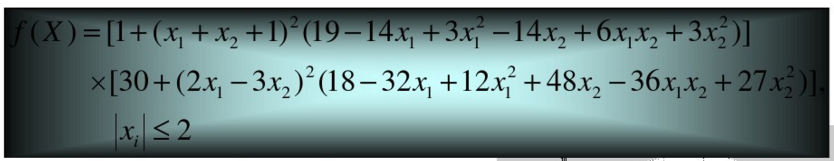 f(X)=[1+(x₁+x₂+1)²(19−14x₁+3x₁²−14x₂+6x₁x₂+3x₂²)]
×[30+(2x₁−3x₂)²(18−32x₁+12x₁²+48x₂−36x₁x₂+27x₂²)],
|xᵢ|≤2